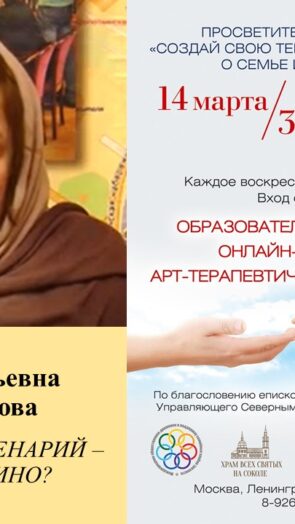 ПРОСВЕТИТЕ
«СОЗДАЙ СВОЮ ТЕ
О СЕМЬЕ И
14 марта/3
Каждое воскрес
Вход с
ОБРАЗОВАТЕЛ
ОНЛАЙН-
АРТ-ТЕРАПЕВТИЧ
По благословению епископ
Управляющего Северным
ХРАМ ВСЕХ СВЯТЫХ
НА СОКОЛЕ
Москва, Ленингр
8-926
ьевна
ова
ЕНАРИЙ –
ИНО?